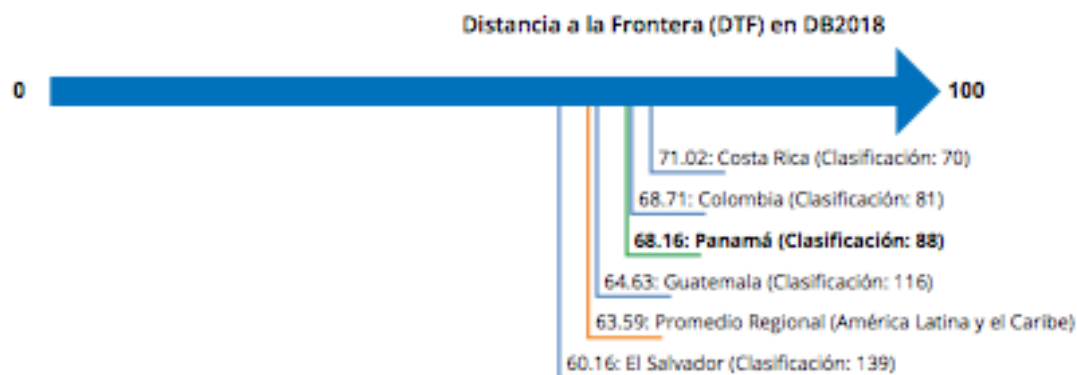 Distancia a la Frontera (DTF) en DB2018
0
100
71.02: Costa Rica (Clasificación: 70)
68.71: Colombia (Clasificación: 81)
68.16: Panamá (Clasificación: 88)
64.63: Guatemala (Clasificación: 116)
63.59: Promedio Regional (América Latina y el Caribe)
60.16: El Salvador (Clasificación: 139)